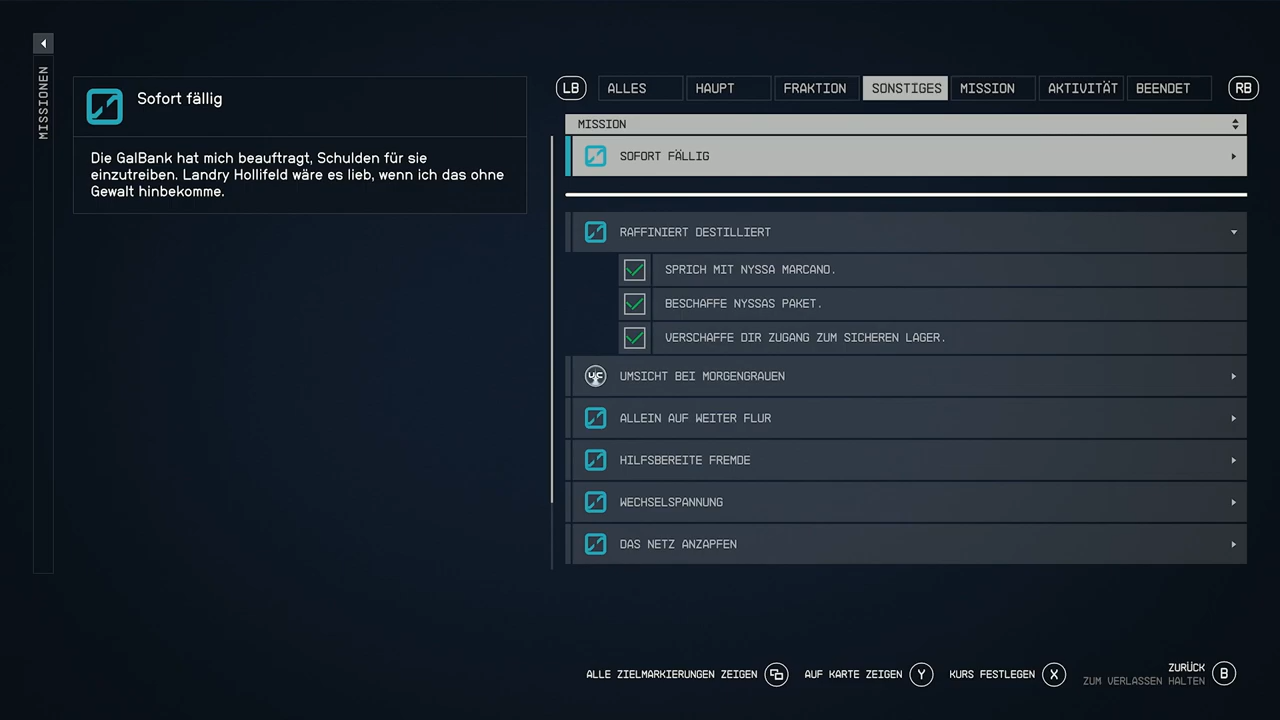 MISSIONEN
Sofort fällig
Die GalBank hat mich beauftragt, Schulden für sie
einzutreiben. Landry Hollifeld wäre es lieb, wenn ich das ohne
Gewalt hinbekomme.
LB ALLES HAUPT FRAKTION SONSTIGES MISSION AKTIVITÄT BEENDET RB
MISSION
SOFORT FÄLLIG
RAFFINIERT DESTILLIERT
SPRICH MIT NYSSA MARCANO.
BESCHAFFE NYSSAS PAKET.
VERSCHAFFE DIR ZUGANG ZUM SICHEREN LAGER.
UC UMSICHT BEI MORGENGRAUEN
ALLEIN AUF WEITER FLUR
HILFSBEREITE FREMDE
WECHSELSPANNUNG
DAS NETZ ANZAPFEN
ALLE ZIELMARKIERUNGEN ZEIGEN AUF KARTE ZEIGEN Y KURS FESTLEGEN X ZURÜCK B
ZUM VERLASSEN HALTEN